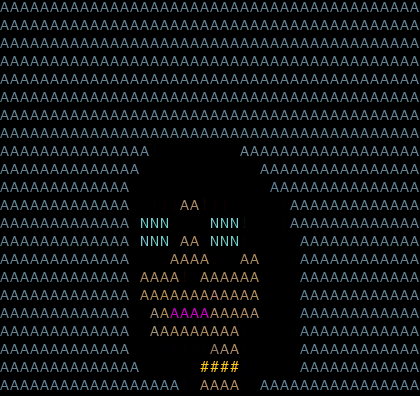 AAAAAAAAAAAAAAAAAAAAAAAAAAAAAAAAAAAAAAAAAA
AAAAAAAAAAAAAAAAAAAAAAAAAAAAAAAAAAAAAAAAAA
AAAAAAAAAAAAAAAAAAAAAAAAAAAAAAAAAAAAAAAAAA
AAAAAAAAAAAAAAAAAAAAAAAAAAAAAAAAAAAAAAAAAA
AAAAAAAAAAAAAAAAAAAAAAAAAAAAAAAAAAAAAAAAAA
AAAAAAAAAAAAAAAAAAAAAAAAAAAAAAAAAAAAAAAAAA
AAAAAAAAAAAAAAAAAAAAAAAAAAAAAAAAAAAAAAAAAA
AAAAAAAAAAAAAAAAAAAAAAAAAAAAAAAAAAAAAAAAAA
AAAAAAAAAAAAAAA         AAAAAAAAAAAAAAAAAA
AAAAAAAAAAAAAA            AAAAAAAAAAAAAAAA
AAAAAAAAAAAAA              AAAAAAAAAAAAAAA
AAAAAAAAAAAAA     AA         AAAAAAAAAAAAA
AAAAAAAAAAAAA NNN    NNN     AAAAAAAAAAAAA
AAAAAAAAAAAAA NNN AA NNN      AAAAAAAAAAAA
AAAAAAAAAAAAA    AAAA   AA    AAAAAAAAAAAA
AAAAAAAAAAAAA AAAA  AAAAAA    AAAAAAAAAAAA
AAAAAAAAAAAAA AAAAAAAAAAAA    AAAAAAAAAAAA
AAAAAAAAAAAAA  AAAAAAAAAAA    AAAAAAAAAAAA
AAAAAAAAAAAAA  AAAAAAAAA      AAAAAAAAAAAA
AAAAAAAAAAAAA        AAA      AAAAAAAAAAAA
AAAAAAAAAAAAAA      ####      AAAAAAAAAAAA
AAAAAAAAAAAAAAAAAA  AAAA  AAAAAAAAAAAAAAAA